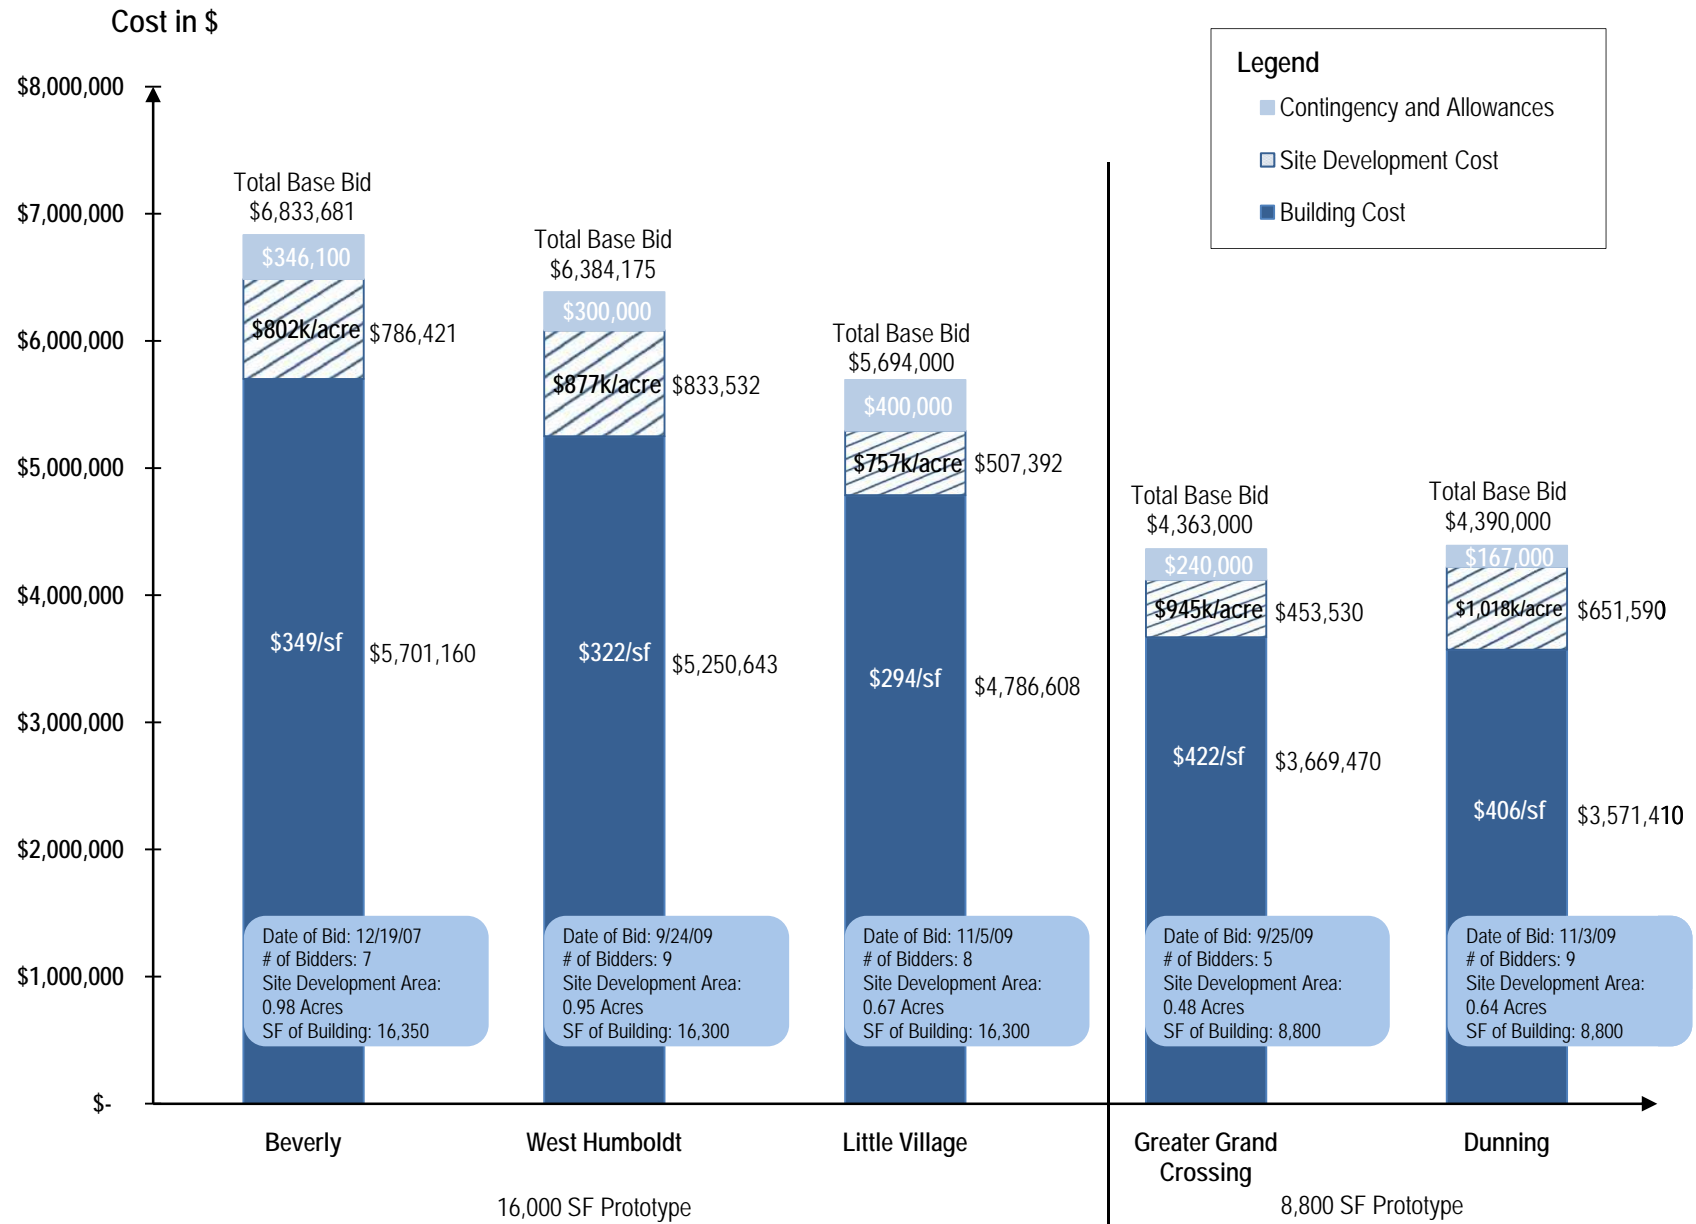 Cost in $
Legend
Contingency and Allowances
Site Development Cost
Building Cost
$8,000,000
$7,000,000
$6,000,000
$5,000,000
$4,000,000
$3,000,000
$2,000,000
$1,000,000
$-
Total Base Bid
$6,833,681
$346,100
$802k/acre
$786,421
$349/sf
$5,701,160
Date of Bid: 12/19/07
# of Bidders: 7
Site Development Area:
0.98 Acres
SF of Building: 16,350
Beverly
Total Base Bid
$6,384,175
$300,000
$877k/acre
$833,532
$322/sf
$5,250,643
Date of Bid: 9/24/09
# of Bidders: 9
Site Development Area:
0.95 Acres
SF of Building: 16,300
West Humboldt
Total Base Bid
$5,694,000
$400,000
$757k/acre
$507,392
$294/sf
$4,786,608
Date of Bid: 11/5/09
# of Bidders: 8
Site Development Area:
0.67 Acres
SF of Building: 16,300
Little Village
16,000 SF Prototype
Total Base Bid
$4,363,000
$240,000
$945k/acre
$453,530
$422/sf
$3,669,470
Date of Bid: 9/25/09
# of Bidders: 5
Site Development Area:
0.48 Acres
SF of Building: 8,800
Greater Grand
Crossing
Total Base Bid
$4,390,000
$167,000
$1,018k/acre
$651,590
$406/sf
$3,571,410
Date of Bid: 11/3/09
# of Bidders: 9
Site Development Area:
0.64 Acres
SF of Building: 8,800
Dunning
8,800 SF Prototype